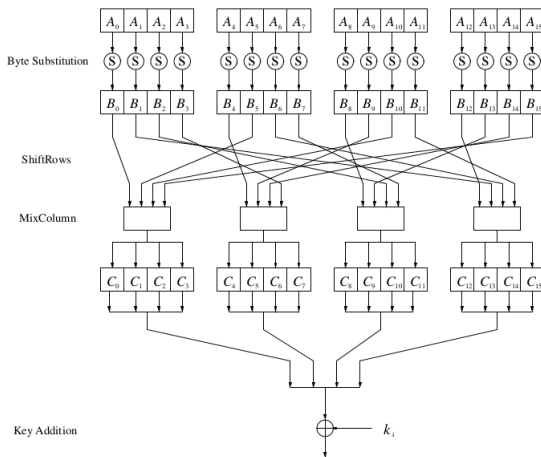 A₀ A₁ A₂ A₃ A₄ A₅ A₆ A₇ A₈ A₉ A₁₀ A₁₁ A₁₂ A₁₃ A₁₄ A₁₅
Byte Substitution S S S S S S S S S S S S S S S S
B₀ B₁ B₂ B₃ B₄ B₅ B₆ B₇ B₈ B₉ B₁₀ B₁₁ B₁₂ B₁₃ B₁₄ B₁₅
ShiftRows
MixColumn
C₀ C₁ C₂ C₃ C₄ C₅ C₆ C₇ C₈ C₉ C₁₀ C₁₁ C₁₂ C₁₃ C₁₄ C₁₅
Key Addition kᵢ